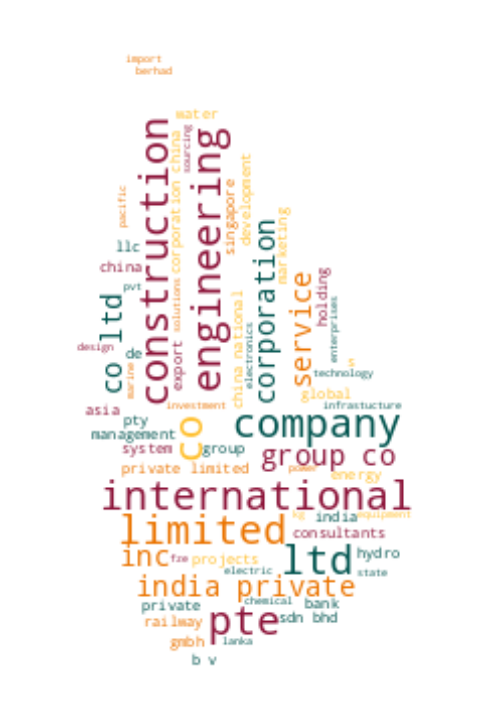 import
berhad
water
construction
engineering
corporation china
sourcing
singapore
development
pacific
solutions
corporation
marketing
llc
china
pvt
co ltd
export
china national
electronics
service
holding
enterprises
design
de
marine
technology
global
asia
investment
infrastucture
pty
management
co
company
system
group
group co
private limited
power
energy
international
limited
kg
india
equipment
consultants
inc
fze
projects
ltd
hydro
electric
state
india private
private
chemical
bank
railway
pte
sdn bhd
gmbh
lanka
b v